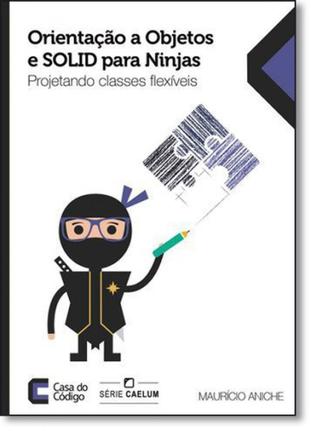 Orientação a Objetos
e SOLID para Ninjas
Projetando classes flexíveis
Casa do
Código
SÉRIE CAELUM
MAURÍCIO ANICHE